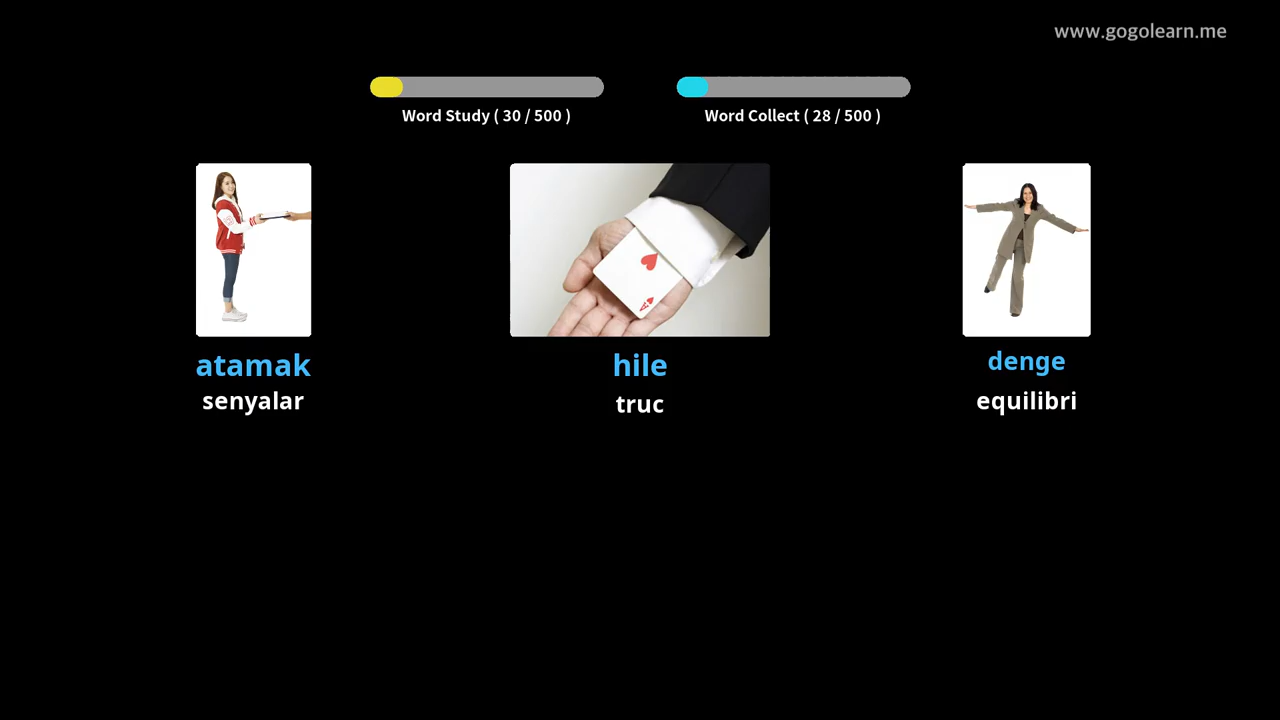 www.gogolearn.me
Word Study ( 30 / 500 )
Word Collect ( 28 / 500 )
atamak
senyalar
hile
truc
denge
equilibri